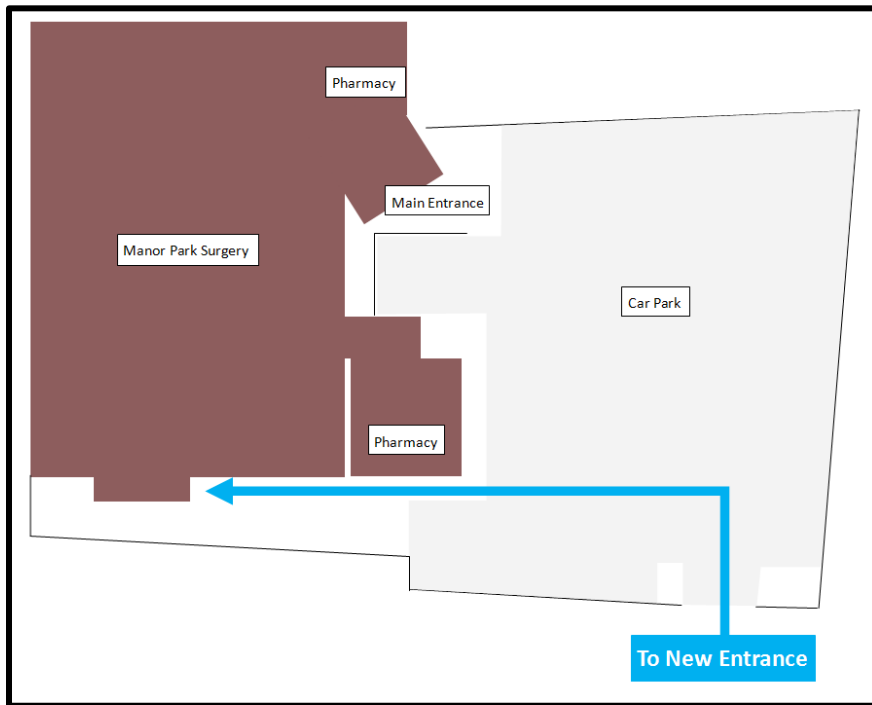 Pharmacy
Main Entrance
Manor Park Surgery
Car Park
Pharmacy
To New Entrance